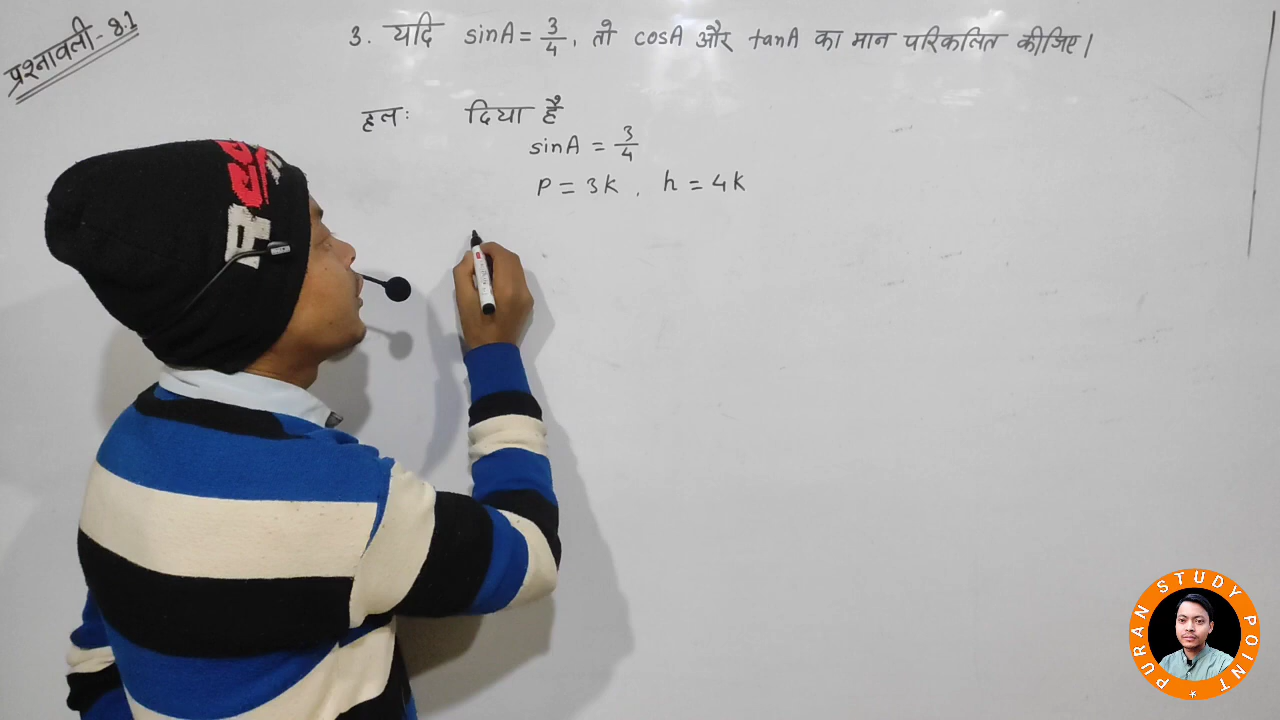 प्रश्नावली - 8.1
3. यदि sinA = 3/4, तो cosA और tanA का मान परिकलित कीजिए।
हलः दिया है
sinA = 3/4
P = 3K, h = 4K
PURAN STUDY POINT